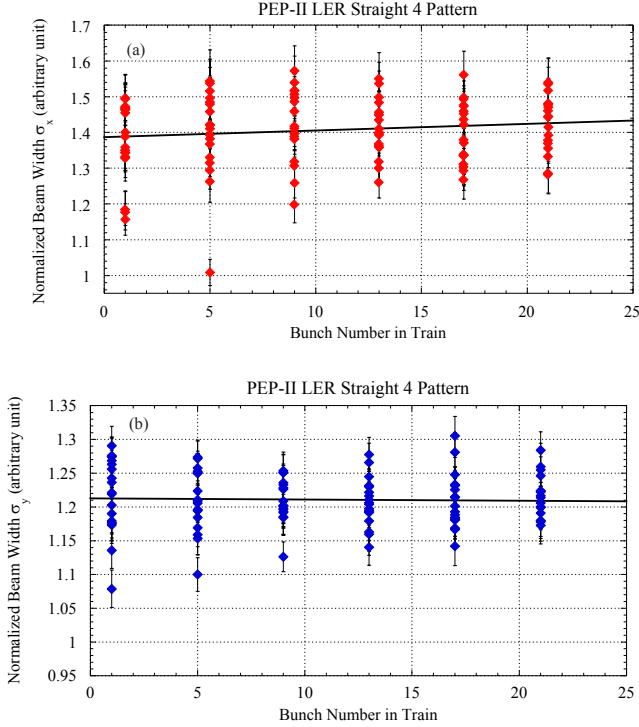 PEP-II LER Straight 4 Pattern
(a)
Normalized Beam Width σx (arbitrary unit)
1.7
1.6
1.5
1.4
1.3
1.2
1.1
1
0 5 10 15 20 25
Bunch Number in Train
PEP-II LER Straight 4 Pattern
(b)
Normalized Beam Width σy (arbitrary unit)
1.35
1.3
1.25
1.2
1.15
1.1
1.05
1
0.95
0 5 10 15 20 25
Bunch Number in Train